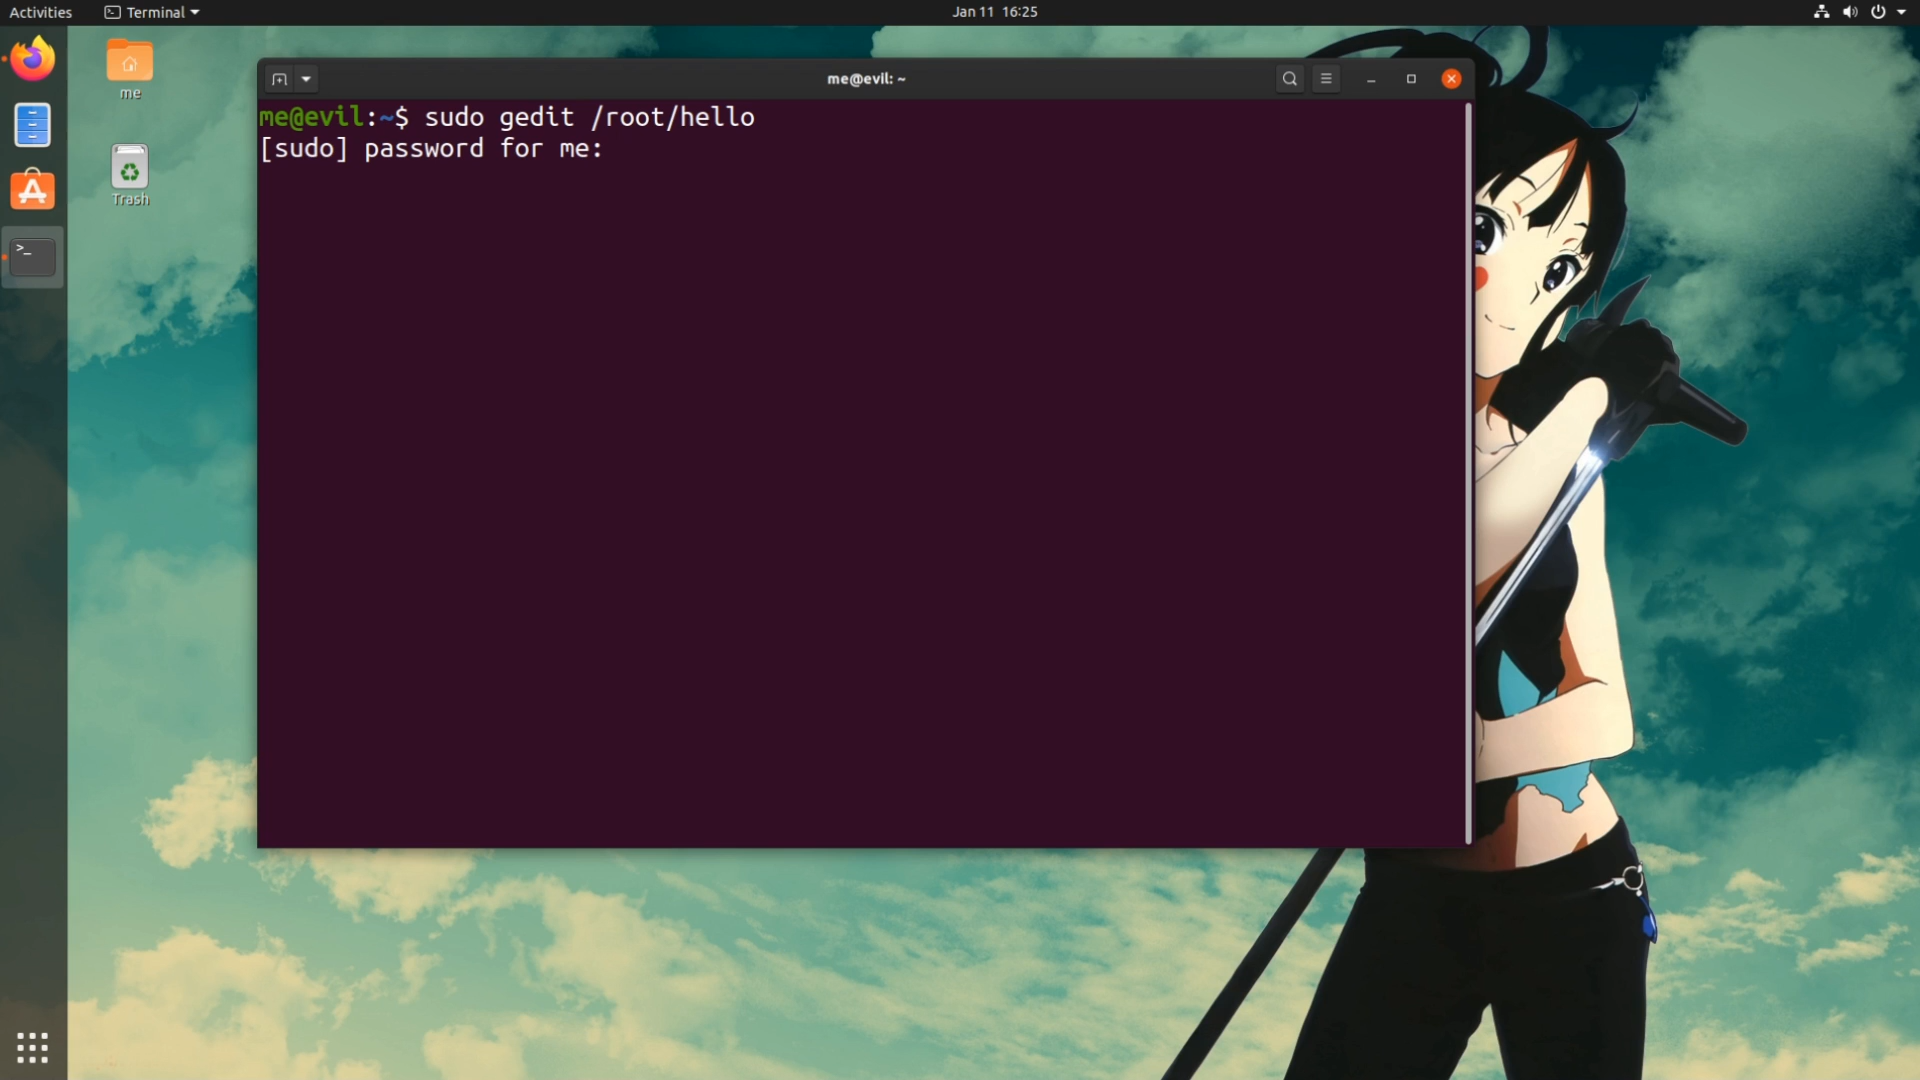 Activities
Terminal
Jan 11 16:25
me
Trash
me@evil: ~
me@evil:~$ sudo gedit /root/hello
[sudo] password for me:
>_